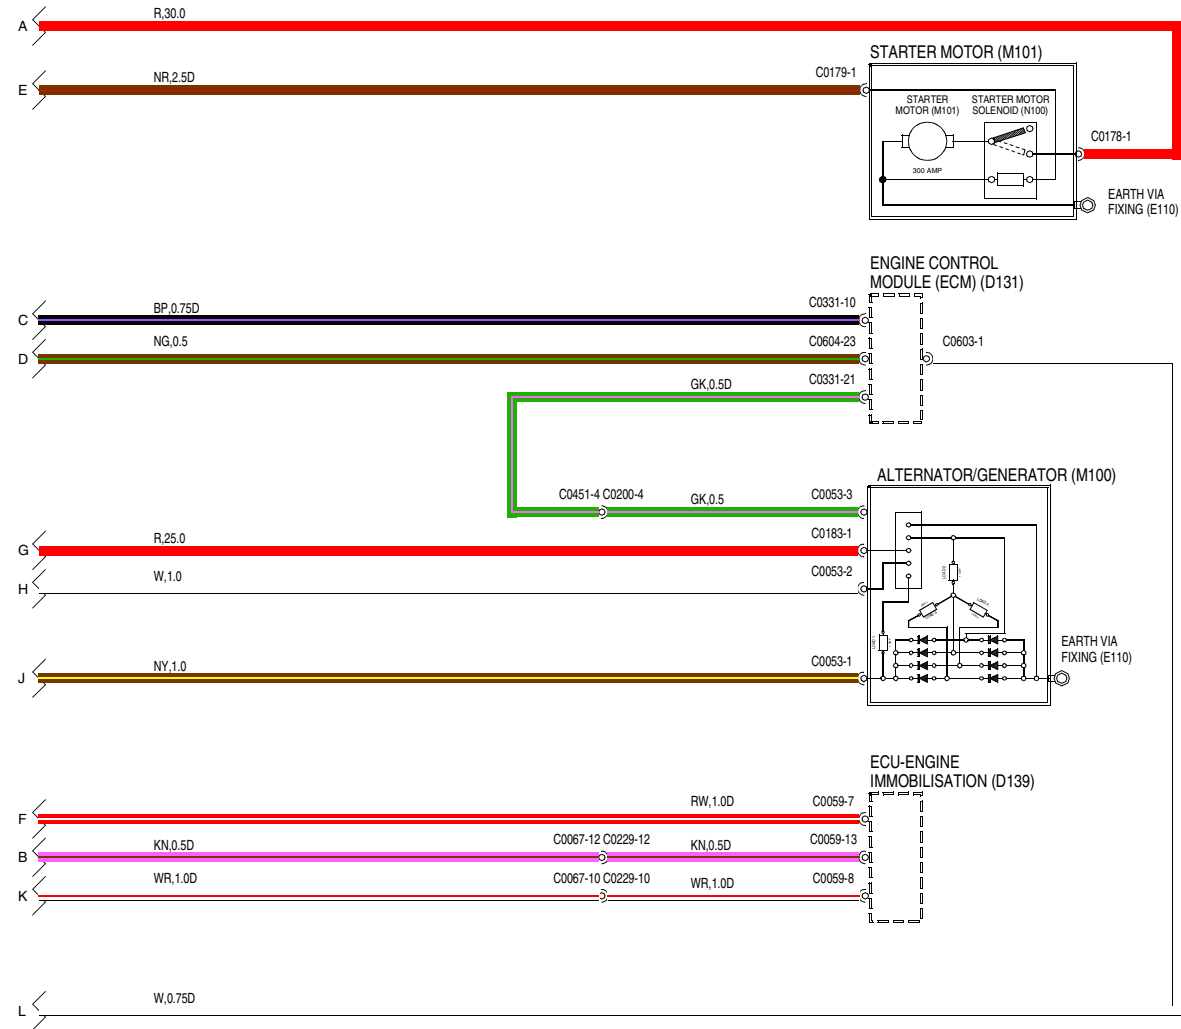 A
R,30.0
STARTER MOTOR (M101)
E
NR,2.5D
C0179-1
STARTER
MOTOR (M101)
STARTER MOTOR
SOLENOID (N100)
C0178-1
300 AMP
EARTH VIA
FIXING (E110)
ENGINE CONTROL
MODULE (ECM) (D131)
C
BP,0.75D
C0331-10
D
NG,0.5
C0604-23
C0603-1
GK,0.5D
C0331-21
ALTERNATOR/GENERATOR (M100)
C0451-4 C0200-4
GK,0.5
C0053-3
G
R,25.0
C0183-1
H
W,1.0
C0053-2
EARTH VIA
FIXING (E110)
J
NY,1.0
C0053-1
ECU-ENGINE
IMMOBILISATION (D139)
F
RW,1.0D
C0059-7
B
KN,0.5D
C0067-12 C0229-12
KN,0.5D
C0059-13
K
WR,1.0D
C0067-10 C0229-10
WR,1.0D
C0059-8
L
W,0.75D